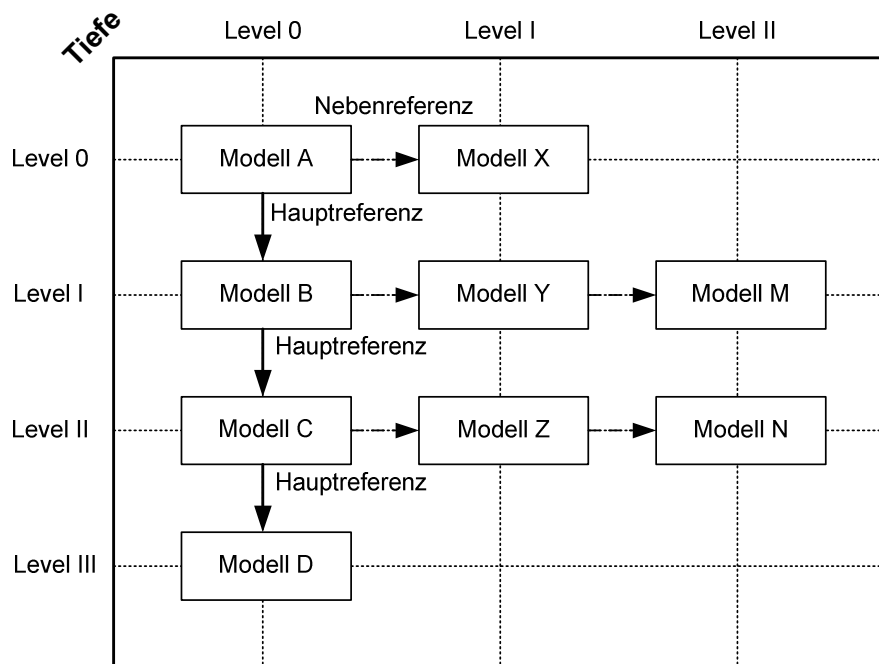 Tiefe
Level 0
Level I
Level II
Nebenreferenz
Level 0
Modell A
Modell X
Hauptreferenz
Level I
Modell B
Modell Y
Modell M
Hauptreferenz
Level II
Modell C
Modell Z
Modell N
Hauptreferenz
Level III
Modell D